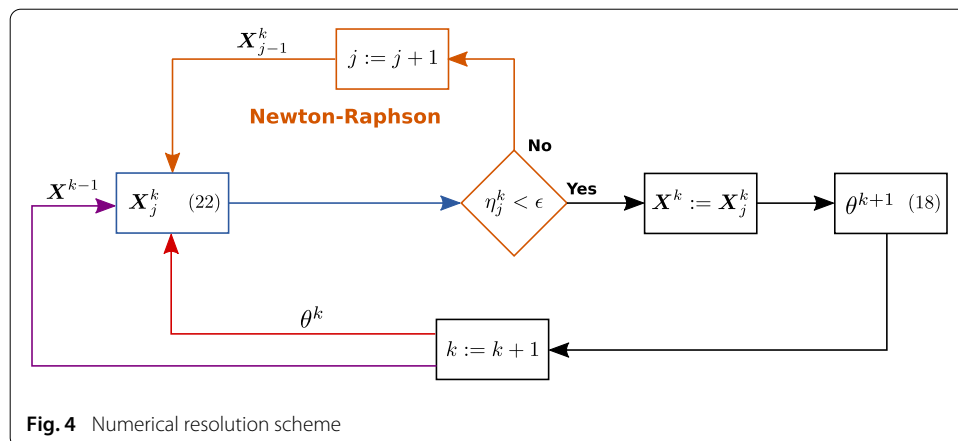 X^k_{j−1}
j := j + 1
Newton-Raphson
No
X^{k−1}
X^k_j (22)
η^k_j < ϵ
Yes
X^k := X^k_j
θ^{k+1} (18)
θ^k
k := k + 1
Fig. 4 Numerical resolution scheme